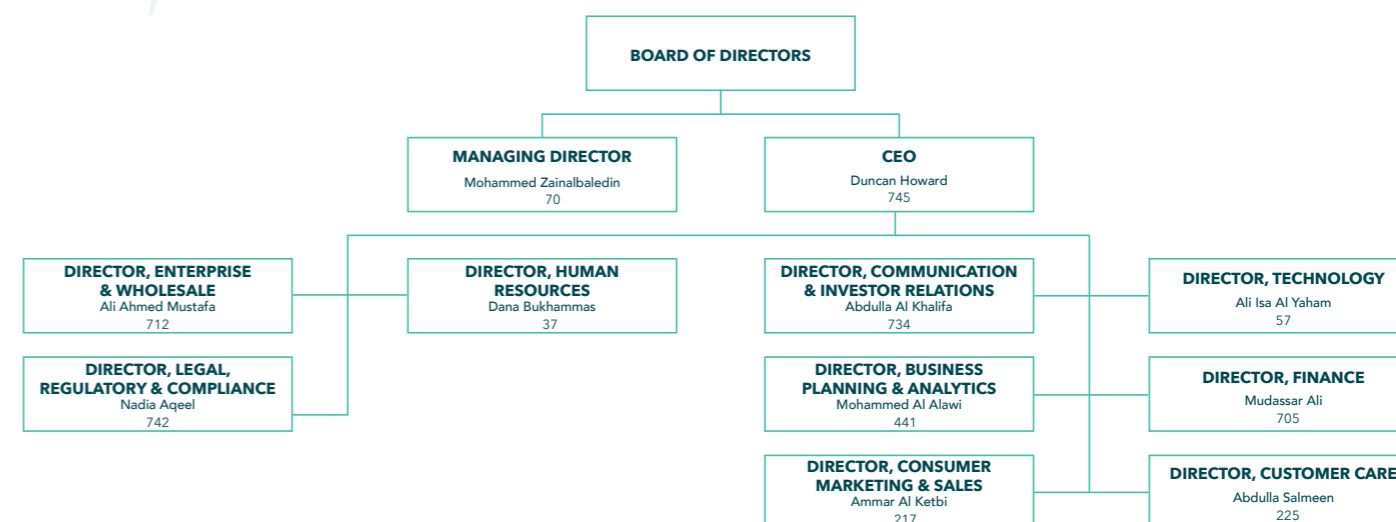 BOARD OF DIRECTORS
MANAGING DIRECTOR
Mohammed Zainalbaledin
70
CEO
Duncan Howard
745
DIRECTOR, ENTERPRISE
& WHOLESALE
Ali Ahmed Mustafa
712
DIRECTOR, HUMAN
RESOURCES
Dana Bukhammas
37
DIRECTOR, COMMUNICATION
& INVESTOR RELATIONS
Abdulla Al Khalifa
734
DIRECTOR, TECHNOLOGY
Ali Isa Al Yaham
57
DIRECTOR, LEGAL,
REGULATORY & COMPLIANCE
Nadia Aqeel
742
DIRECTOR, BUSINESS
PLANNING & ANALYTICS
Mohammed Al Alawi
441
DIRECTOR, FINANCE
Mudassar Ali
705
DIRECTOR, CONSUMER
MARKETING & SALES
Ammar Al Ketbi
217
DIRECTOR, CUSTOMER CARE
Abdulla Salmeen
225